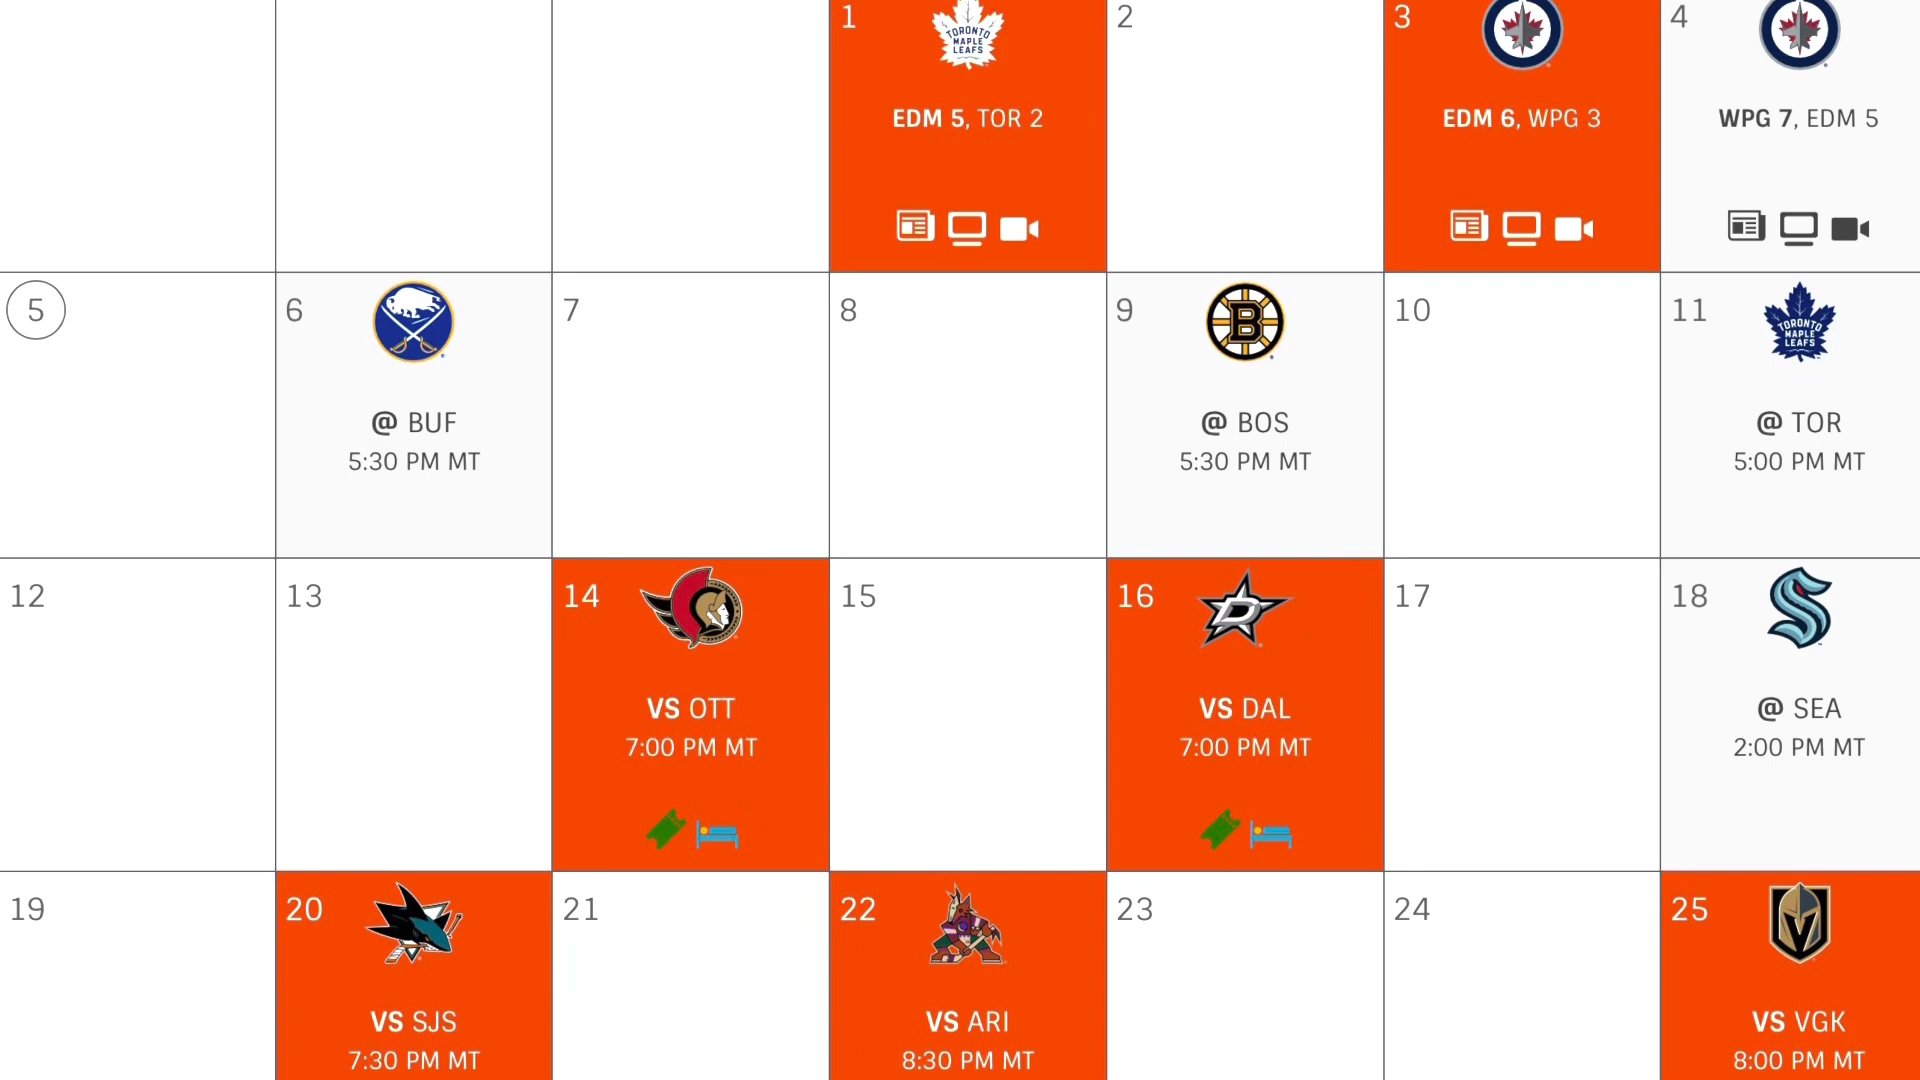 1
TORONTO
MAPLE
LEAFS
EDM 5, TOR 2
2
3
EDM 6, WPG 3
4
WPG 7, EDM 5
5
6
@ BUF
5:30 PM MT
7
8
9
B
@ BOS
5:30 PM MT
10
11
TORONTO
MAPLE
LEAFS
@ TOR
5:00 PM MT
12
13
14
VS OTT
7:00 PM MT
15
16
D
VS DAL
7:00 PM MT
17
18
@ SEA
2:00 PM MT
19
20
VS SJS
7:30 PM MT
21
22
VS ARI
8:30 PM MT
23
24
25
VS VGK
8:00 PM MT